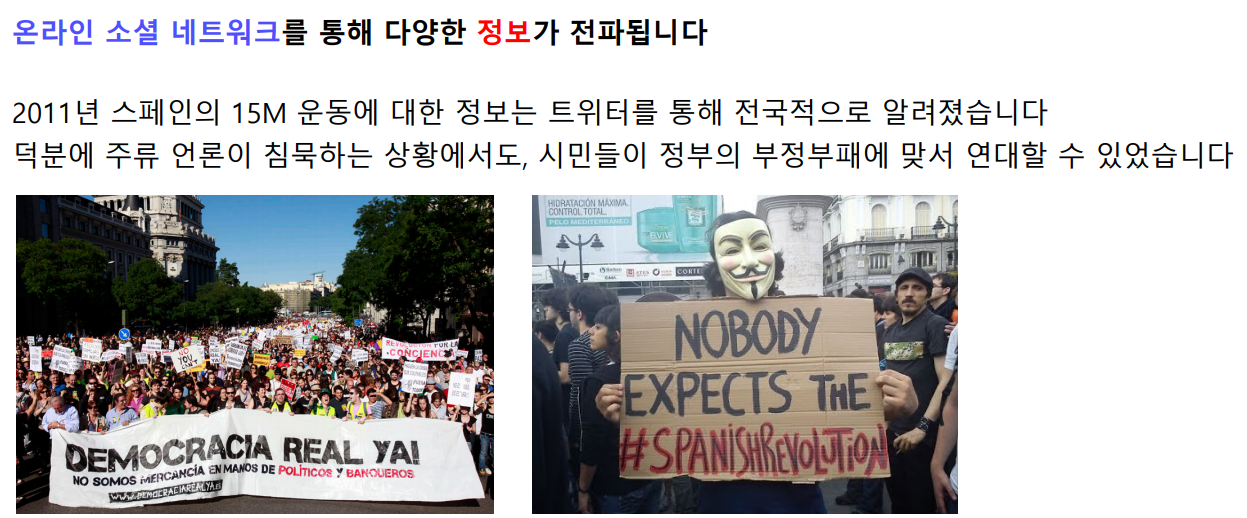 온라인 소셜 네트워크를 통해 다양한 정보가 전파됩니다
2011년 스페인의 15M 운동에 대한 정보는 트위터를 통해 전국적으로 알려졌습니다
덕분에 주류 언론이 침묵하는 상황에서도, 시민들이 정부의 부정부패에 맞서 연대할 수 있었습니다
REVOLUCION POR LA
CONCIENC
DEMOCRACIA REAL YA!
NO SOMOS MERCANCÍA EN MANOS DE POLÍTICOS Y BANQUEROS
WWW.DEMOCRACIAREALYA.ES
HIDRATACIÓN MÁXIMA.
CONTROL TOTAL.
PELO MEDITERRÁNEO
ELVIVE
NOBODY
EXPECTS THE
#SPANISHREVOLUTION